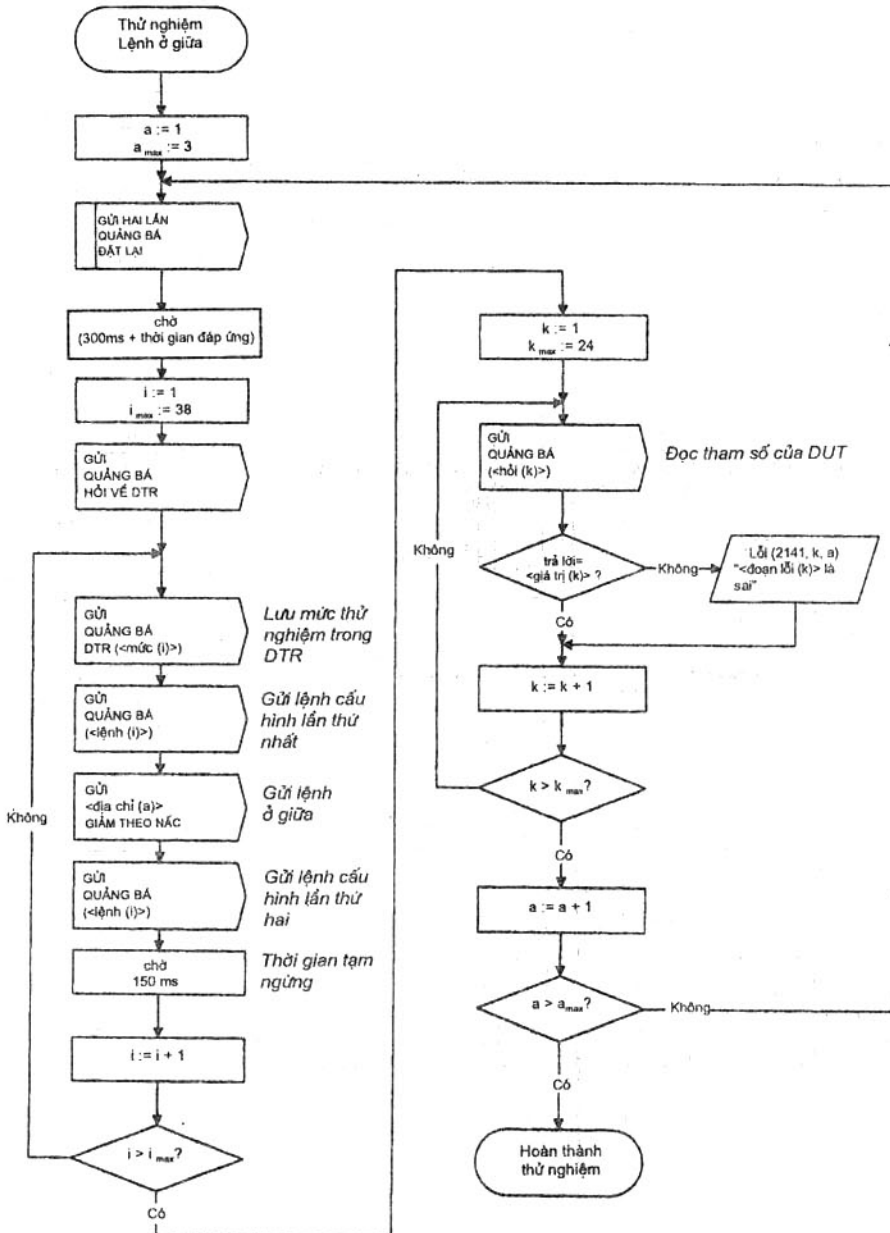 Thử nghiệm
Lệnh ở giữa
a := 1
a max := 3
GỬI HAI LẦN
QUẢNG BÁ
ĐẶT LẠI
chờ
(300ms + thời gian đáp ứng)
i := 1
i max := 38
GỬI
QUẢNG BÁ
HỎI VỀ DTR
GỬI
QUẢNG BÁ
DTR (<mức (i)>)
Lưu mức thử
nghiệm trong
DTR
GỬI
QUẢNG BÁ
(<lệnh (i)>)
Gửi lệnh cấu
hình lần thứ
nhất
GỬI
<địa chỉ (a)>
GIẢM THEO NẤC
Gửi lệnh
ở giữa
Không
GỬI
QUẢNG BÁ
(<lệnh (i)>)
Gửi lệnh cấu
hình lần thứ
hai
chờ
150 ms
Thời gian tạm
ngừng
i := i + 1
i > i max?
Có
k := 1
k max := 24
GỬI
QUẢNG BÁ
(<hỏi (k)>)
Đọc tham số của DUT
Không
trả lời=
<giá trị (k)> ?
Không
Lỗi (2141, k, a)
"<đoạn lỗi (k)> là
sai"
Có
k := k + 1
k > k max?
Có
a := a + 1
a > amax?
Không
Có
Hoàn thành
thử nghiệm